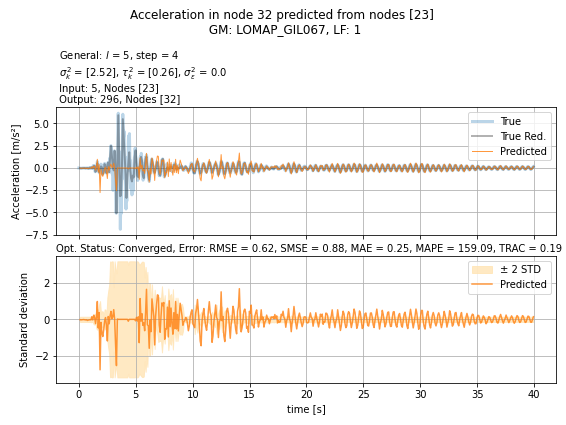 Acceleration in node 32 predicted from nodes [23]
GM: LOMAP_GIL067, LF: 1
General: l = 5, step = 4
σ²ₖ = [2.52], τ²ₖ = [0.26], σ²ₑ = 0.0
Input: 5, Nodes [23]
Output: 296, Nodes [32]
Acceleration [m/s²]
5.0
2.5
0.0
−2.5
−5.0
−7.5
True
True Red.
Predicted
Opt. Status: Converged, Error: RMSE = 0.62, SMSE = 0.88, MAE = 0.25, MAPE = 159.09, TRAC = 0.19
Standard deviation
2
0
−2
± 2 STD
Predicted
0 5 10 15 20 25 30 35 40
time [s]